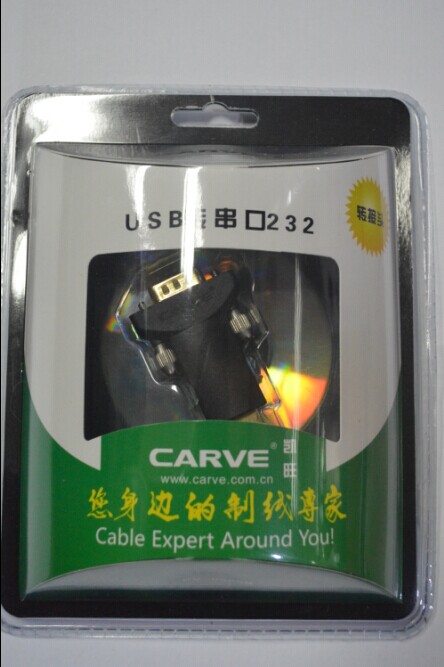 USB转串口232
转接头
CARVE® 凯旺
www.carve.com.cn
您身边的制线專家
Cable Expert Around You!